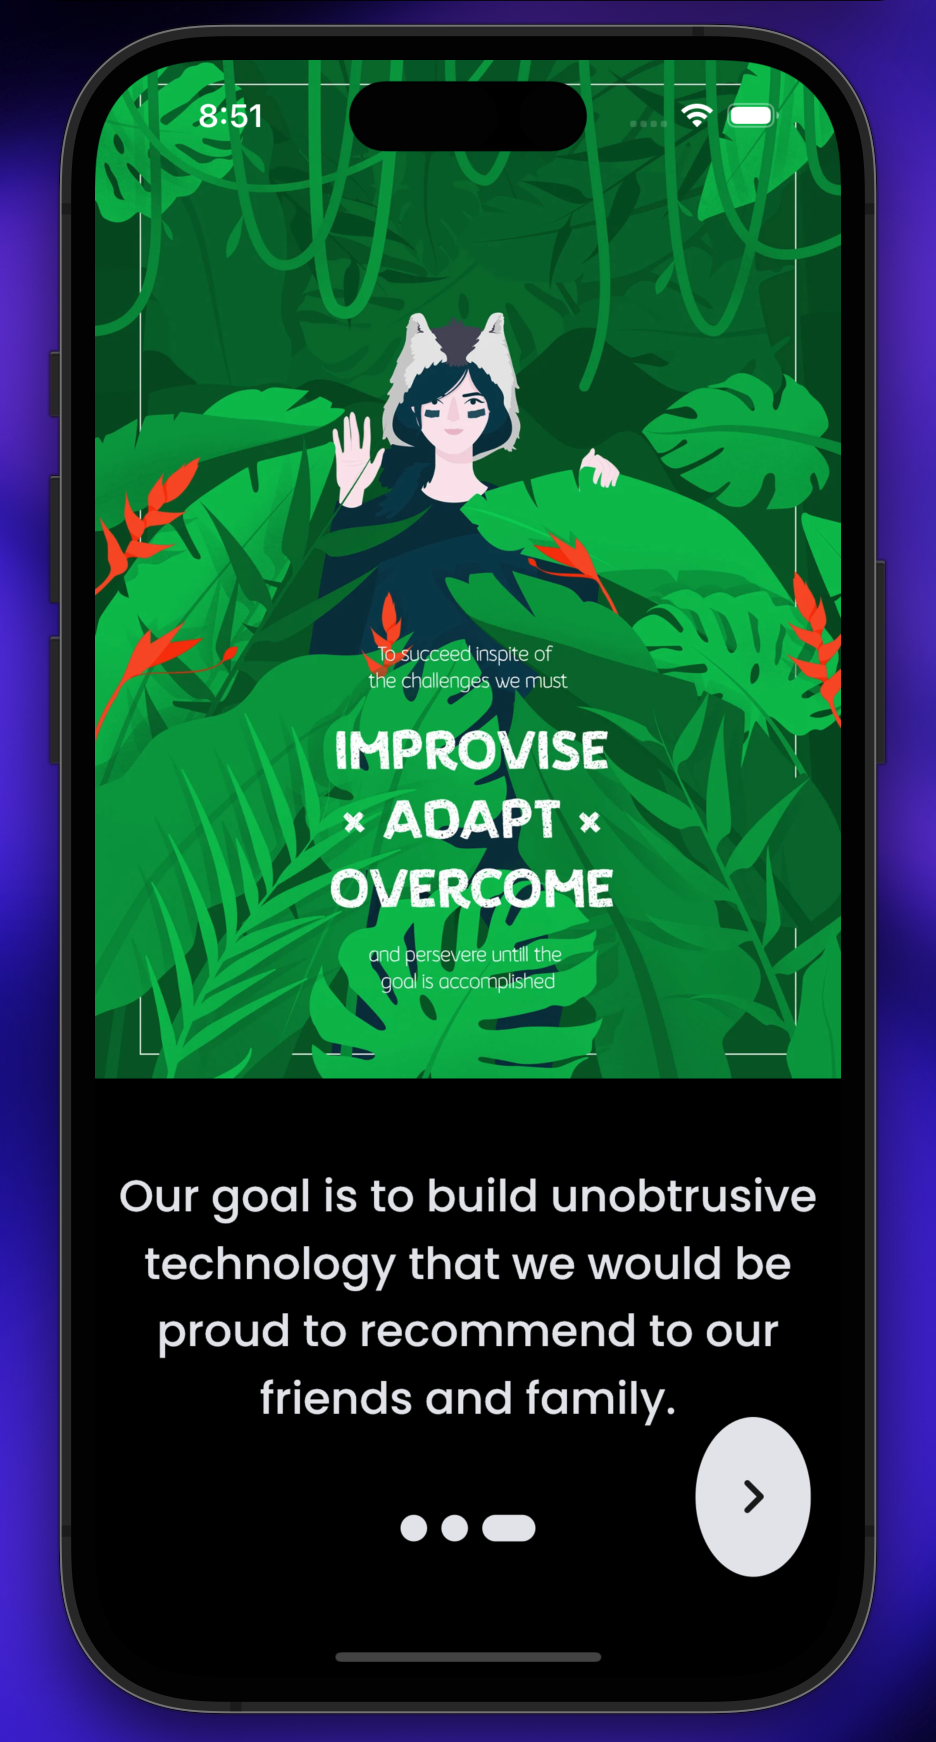 8:51
To succeed inspite of
the challenges we must
IMPROVISE
× ADAPT ×
OVERCOME
and persevere untill the
goal is accomplished
Our goal is to build unobtrusive
technology that we would be
proud to recommend to our
friends and family.